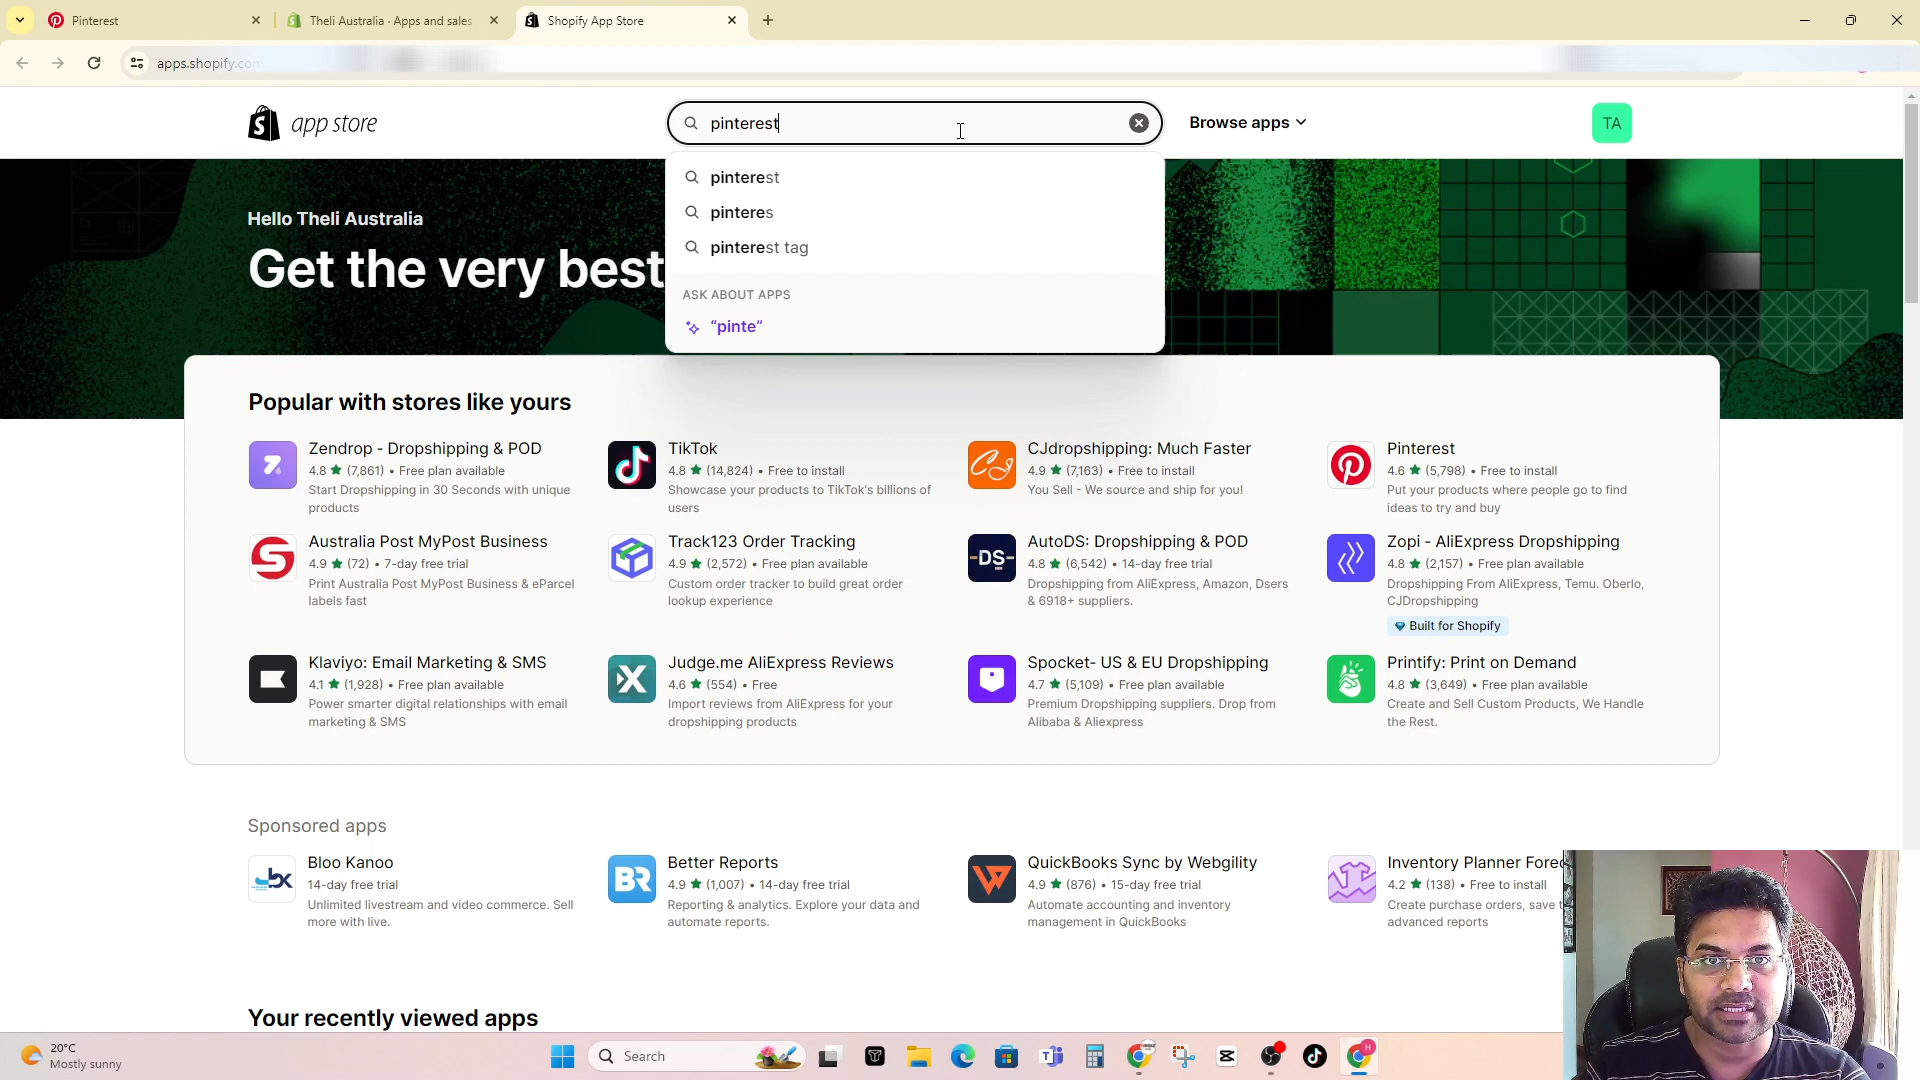 Pinterest
Theli Australia · Apps and sales
Shopify App Store
apps.shopify.com
app store
pinterest
Browse apps
TA
pinterest
pinteres
pinterest tag
ASK ABOUT APPS
“pinte”
Hello Theli Australia
Get the very best
Popular with stores like yours
Zendrop - Dropshipping & POD
4.8 ★ (7,861) • Free plan available
Start Dropshipping in 30 Seconds with unique
products
TikTok
4.8 ★ (14,824) • Free to install
Showcase your products to TikTok's billions of
users
CJdropshipping: Much Faster
4.9 ★ (7,163) • Free to install
You Sell - We source and ship for you!
Pinterest
4.6 ★ (5,798) • Free to install
Put your products where people go to find
ideas to try and buy
Australia Post MyPost Business
4.9 ★ (72) • 7-day free trial
Print Australia Post MyPost Business & eParcel
labels fast
Track123 Order Tracking
4.9 ★ (2,572) • Free plan available
Custom order tracker to build great order
lookup experience
-DS-
AutoDS: Dropshipping & POD
4.8 ★ (6,542) • 14-day free trial
Dropshipping from AliExpress, Amazon, Dsers
& 6918+ suppliers.
Zopi - AliExpress Dropshipping
4.8 ★ (2,157) • Free plan available
Dropshipping From AliExpress, Temu. Oberlo,
CJDropshipping
Built for Shopify
Klaviyo: Email Marketing & SMS
4.1 ★ (1,928) • Free plan available
Power smarter digital relationships with email
marketing & SMS
Judge.me AliExpress Reviews
4.6 ★ (554) • Free
Import reviews from AliExpress for your
dropshipping products
Spocket- US & EU Dropshipping
4.7 ★ (5,109) • Free plan available
Premium Dropshipping suppliers. Drop from
Alibaba & Aliexpress
Printify: Print on Demand
4.8 ★ (3,649) • Free plan available
Create and Sell Custom Products, We Handle
the Rest.
Sponsored apps
Bloo Kanoo
14-day free trial
Unlimited livestream and video commerce. Sell
more with live.
BR
Better Reports
4.9 ★ (1,007) • 14-day free trial
Reporting & analytics. Explore your data and
automate reports.
QuickBooks Sync by Webgility
4.9 ★ (876) • 15-day free trial
Automate accounting and inventory
management in QuickBooks
Inventory Planner Forec
4.2 ★ (138) • Free to install
Create purchase orders, save t
advanced reports
Your recently viewed apps
20°C
Mostly sunny
Search